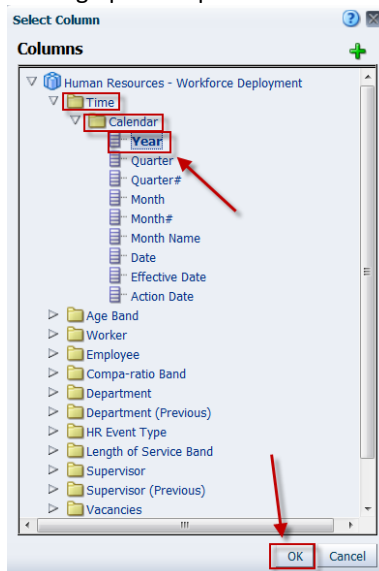 Select Column
Columns
Human Resources - Workforce Deployment
Time
Calendar
Year
Quarter
Quarter#
Month
Month#
Month Name
Date
Effective Date
Action Date
Age Band
Worker
Employee
Compa-ratio Band
Department
Department (Previous)
HR Event Type
Length of Service Band
Supervisor
Supervisor (Previous)
Vacancies
OK Cancel